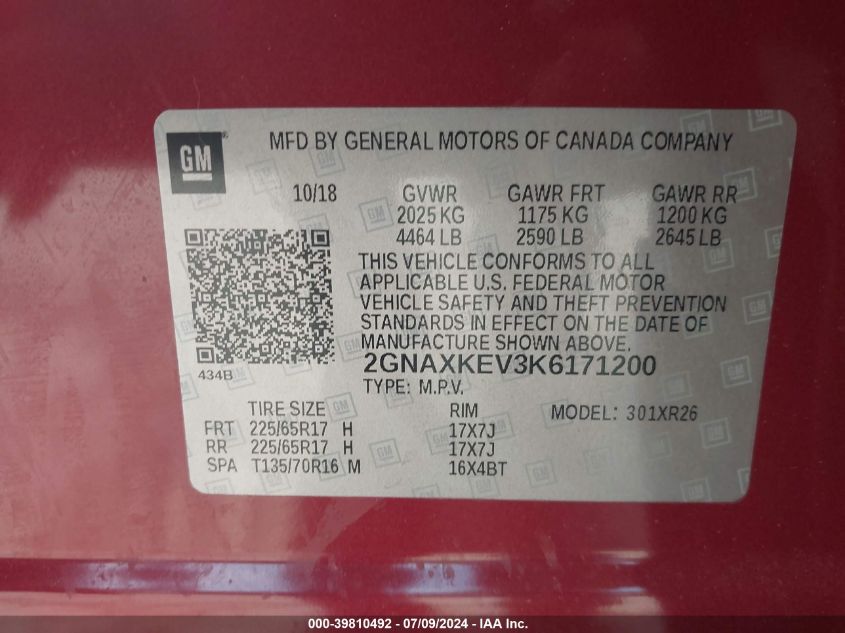 GM
MFD BY GENERAL MOTORS OF CANADA COMPANY
10/18 GVWR GAWR FRT GAWR RR
2025 KG 1175 KG 1200 KG
4464 LB 2590 LB 2645 LB
THIS VEHICLE CONFORMS TO ALL
APPLICABLE U.S. FEDERAL MOTOR
VEHICLE SAFETY AND THEFT PREVENTION
STANDARDS IN EFFECT ON THE DATE OF
MANUFACTURE SHOWN ABOVE.
434B
2GNAXKEV3K6171200
TYPE: M.P.V.
TIRE SIZE RIM MODEL: 301XR26
FRT 225/65R17 H 17X7J
RR 225/65R17 H 17X7J
SPA T135/70R16 M 16X4BT
000-39810492 - 07/09/2024 - IAA Inc.